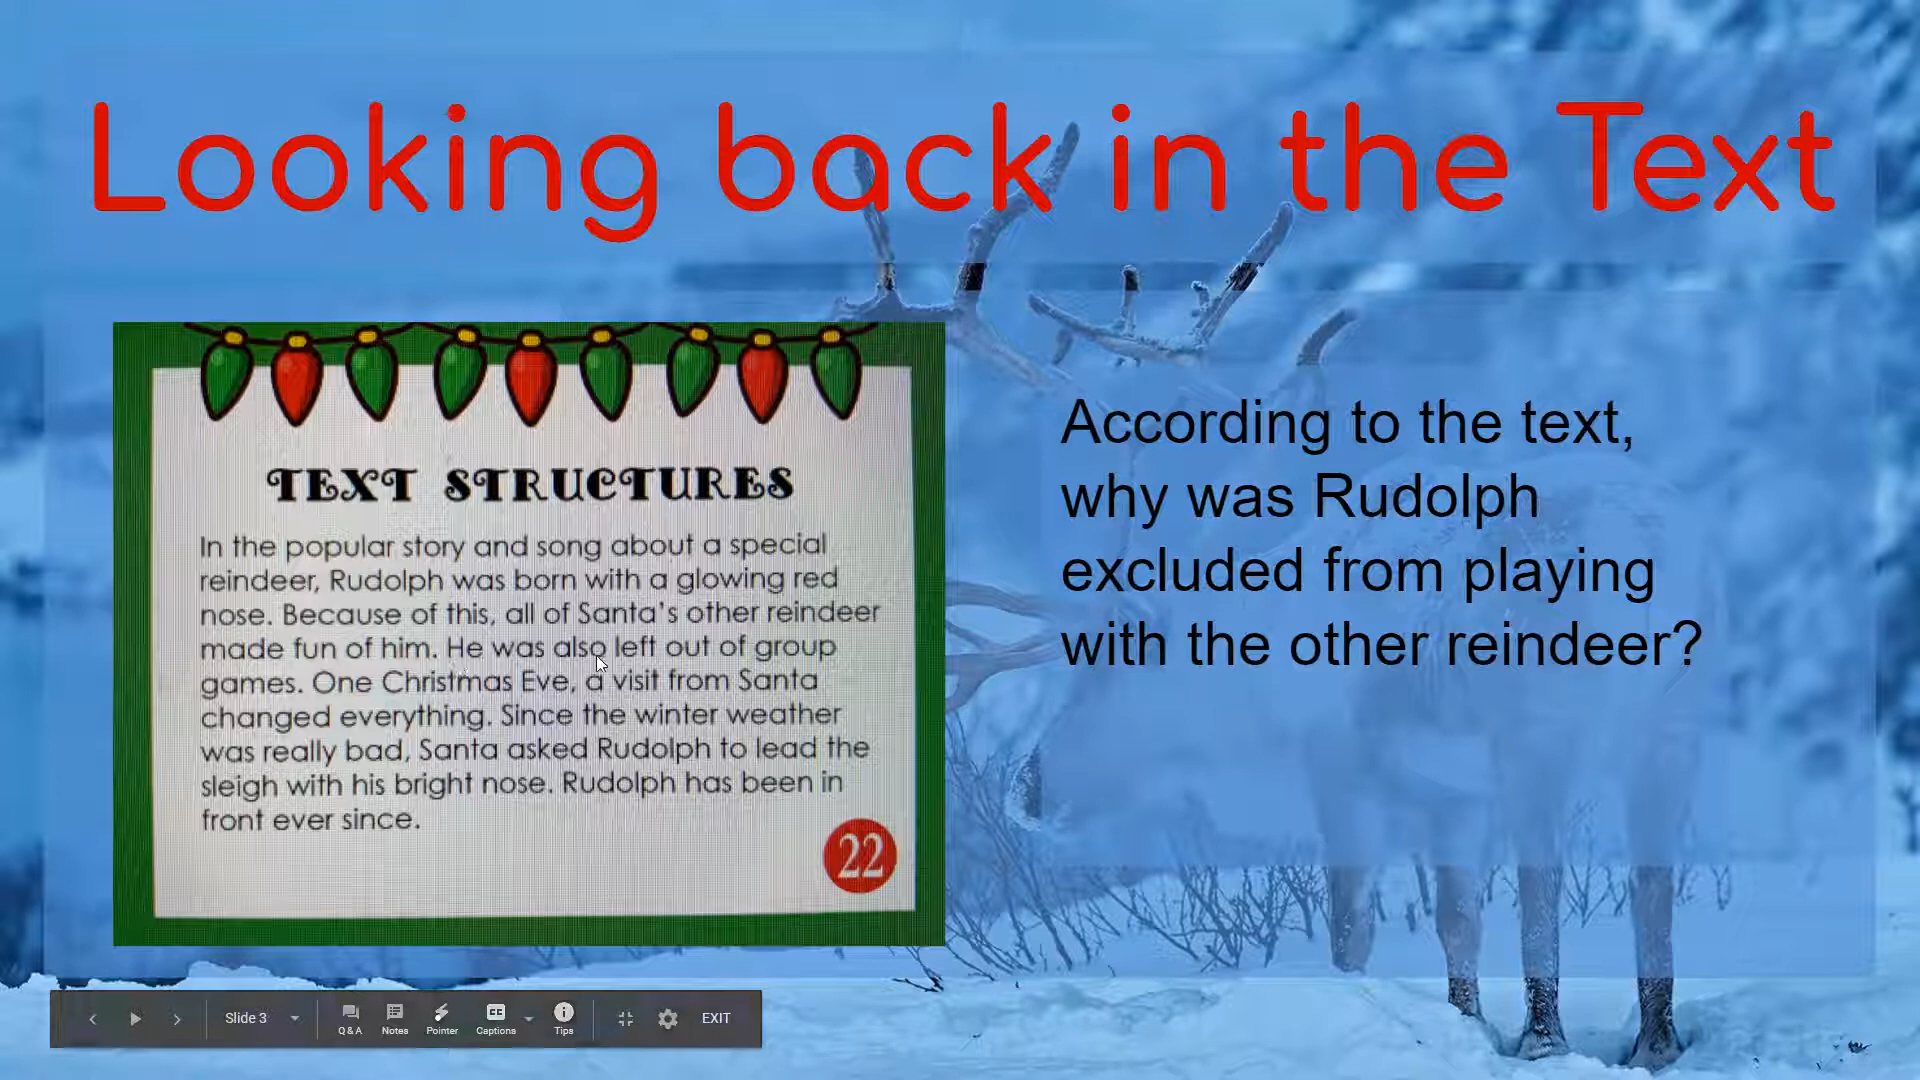 Looking back in the Text
TEXT STRUCTURES
In the popular story and song about a special
reindeer, Rudolph was born with a glowing red
nose. Because of this, all of Santa's other reindeer
made fun of him. He was also left out of group
games. One Christmas Eve, a visit from Santa
changed everything. Since the winter weather
was really bad, Santa asked Rudolph to lead the
sleigh with his bright nose. Rudolph has been in
front ever since.
22
According to the text,
why was Rudolph
excluded from playing
with the other reindeer?
Slide 3
Q&A
Notes
Pointer
CC
Captions
Tips
EXIT